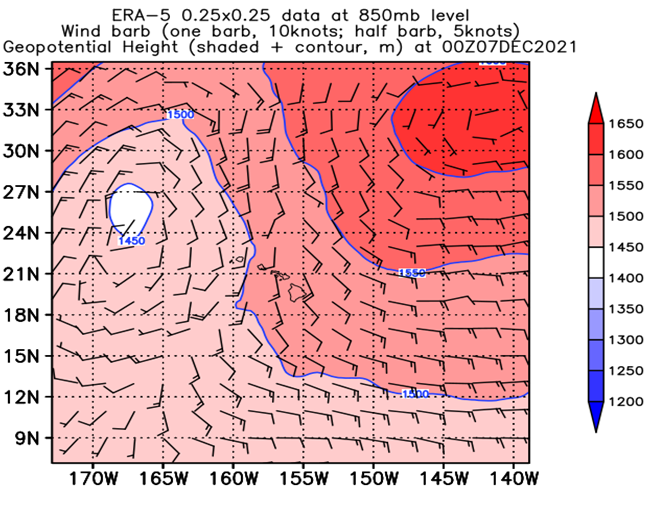 ERA-5 0.25x0.25 data at 850mb level
Wind barb (one barb, 10knots; half barb, 5knots)
Geopotential Height (shaded + contour, m) at 00Z07DEC2021
36N
33N
30N
27N
24N
21N
18N
15N
12N
9N
1500
1450
1550
1500
170W 165W 160W 155W 150W 145W 140W
1650
1600
1550
1500
1450
1400
1350
1300
1250
1200